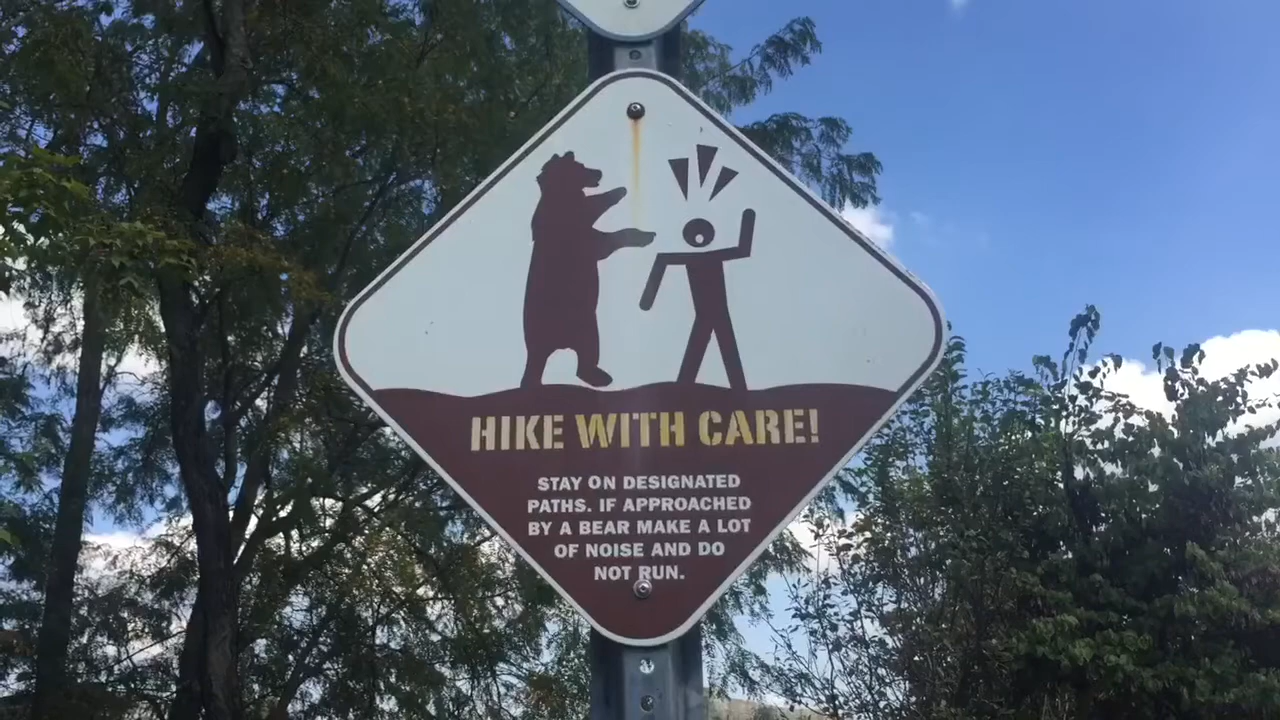 HIKE WITH CARE!
STAY ON DESIGNATED
PATHS. IF APPROACHED
BY A BEAR MAKE A LOT
OF NOISE AND DO
NOT RUN.